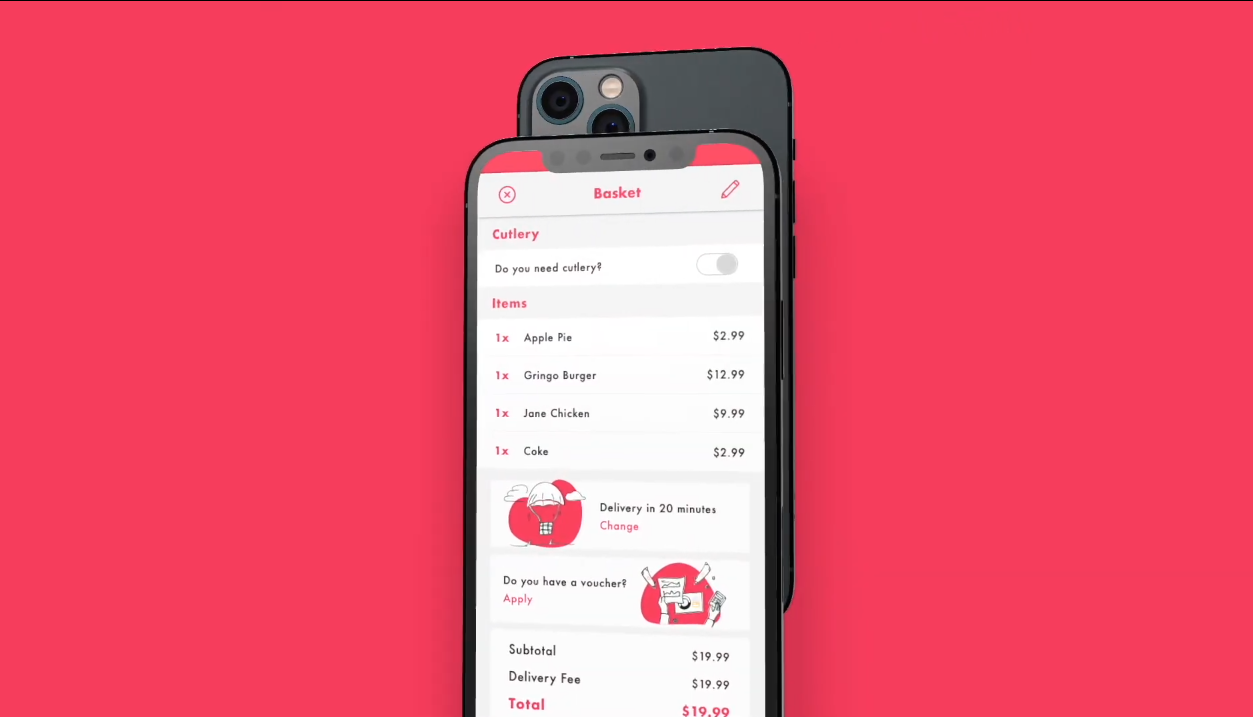 Basket
Cutlery
Do you need cutlery?
Items
1x Apple Pie $2.99
1x Gringo Burger $12.99
1x Jane Chicken $9.99
1x Coke $2.99
Delivery in 20 minutes
Change
Do you have a voucher?
Apply
Subtotal $19.99
Delivery Fee $19.99
Total $19.99